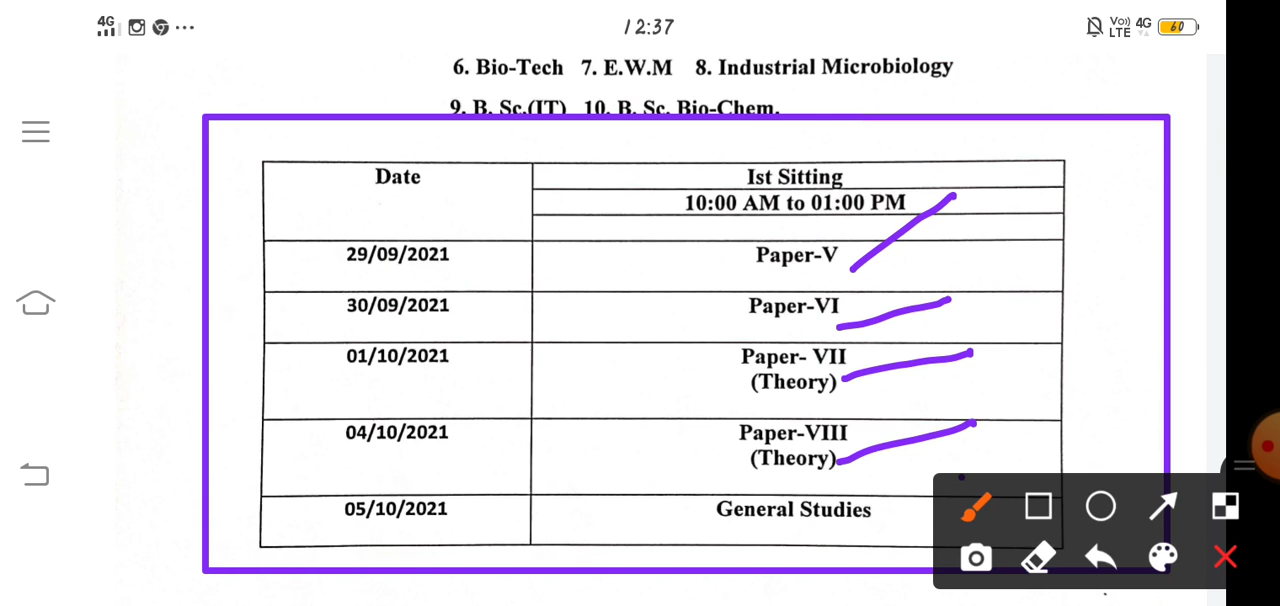 4G
12:37
Vo))
LTE
4G
60
6. Bio-Tech 7. E.W.M 8. Industrial Microbiology
9. B. Sc.(IT) 10. B. Sc. Bio-Chem.
Date
Ist Sitting
10:00 AM to 01:00 PM
29/09/2021
Paper-V
30/09/2021
Paper-VI
01/10/2021
Paper- VII
(Theory)
04/10/2021
Paper-VIII
(Theory)
05/10/2021
General Studies